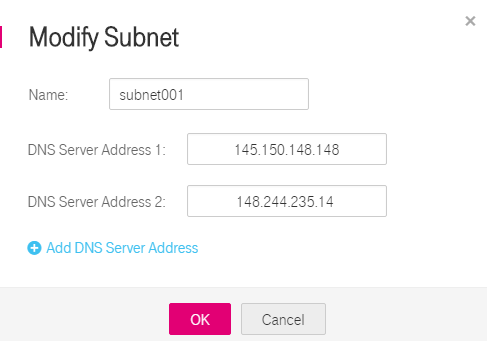 ×
Modify Subnet
Name: subnet001
DNS Server Address 1: 145.150.148.148
DNS Server Address 2: 148.244.235.14
Add DNS Server Address
OK Cancel